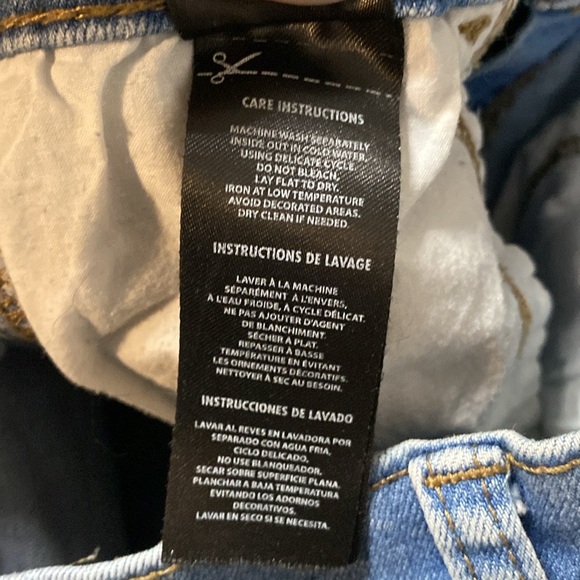 CARE INSTRUCTIONS
MACHINE WASH SEPARATELY
INSIDE OUT IN COLD WATER,
USING DELICATE CYCLE.
DO NOT BLEACH.
LAY FLAT TO DRY.
IRON AT LOW TEMPERATURE
AVOID DECORATED AREAS.
DRY CLEAN IF NEEDED.
INSTRUCTIONS DE LAVAGE
LAVER À LA MACHINE
SÉPARÉMENT À L'ENVERS,
À L'EAU FROIDE, À CYCLE DÉLICAT.
NE PAS AJOUTER D'AGENT
DE BLANCHIMENT.
SÉCHER À PLAT.
REPASSER À BASSE
TEMPÉRATURE EN ÉVITANT
LES ORNEMENTS DÉCORATIFS.
NETTOYER À SEC AU BESOIN.
INSTRUCCIONES DE LAVADO
LAVAR AL REVES EN LAVADORA POR
SEPARADO CON AGUA FRIA,
CICLO DELICADO.
NO USE BLANQUEADOR.
SECAR SOBRE SUPERFICIE PLANA.
PLANCHAR A BAJA TEMPERATURA
EVITANDO LOS ADORNOS
DECORATIVOS.
LAVAR EN SECO SI SE NECESITA.